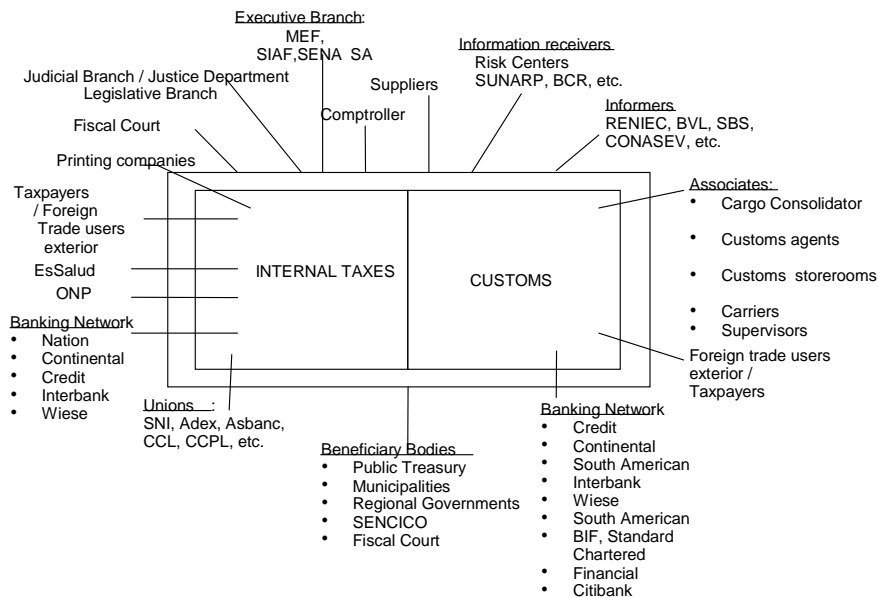 Executive Branch:
MEF,
SIAF,SENA SA
Information receivers
Risk Centers
SUNARP, BCR, etc.
Judicial Branch / Justice Department
Legislative Branch
Suppliers
Comptroller
Informers
RENIEC, BVL, SBS,
CONASEV, etc.
Fiscal Court
Printing companies
Taxpayers
/ Foreign
Trade users
exterior
EsSalud
ONP
Banking Network
• Nation
• Continental
• Credit
• Interbank
• Wiese
INTERNAL TAXES
CUSTOMS
Associates:
• Cargo Consolidator
• Customs agents
• Customs storerooms
• Carriers
• Supervisors
Foreign trade users
exterior /
Taxpayers
Unions :
SNI, Adex, Asbanc,
CCL, CCPL, etc.
Beneficiary Bodies
• Public Treasury
• Municipalities
• Regional Governments
• SENCICO
• Fiscal Court
Banking Network
• Credit
• Continental
• South American
• Interbank
• Wiese
• South American
• BIF, Standard
Chartered
• Financial
• Citibank